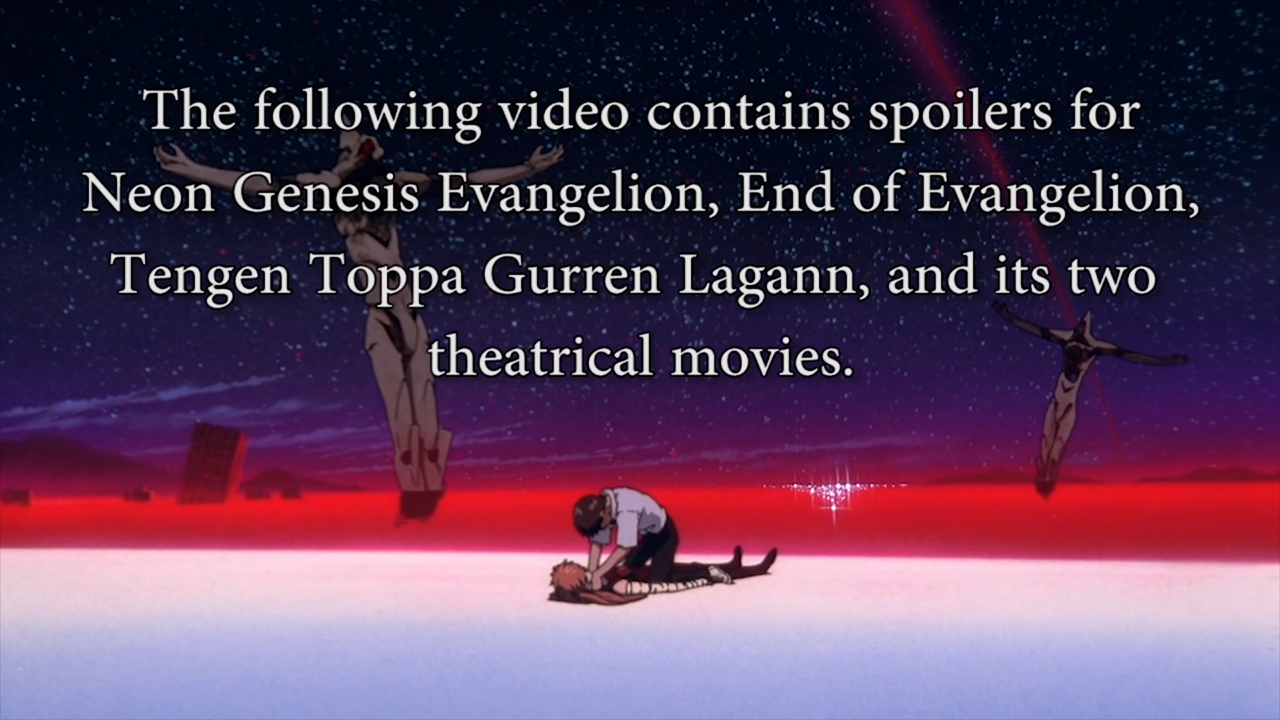 The following video contains spoilers for
Neon Genesis Evangelion, End of Evangelion,
Tengen Toppa Gurren Lagann, and its two
theatrical movies.